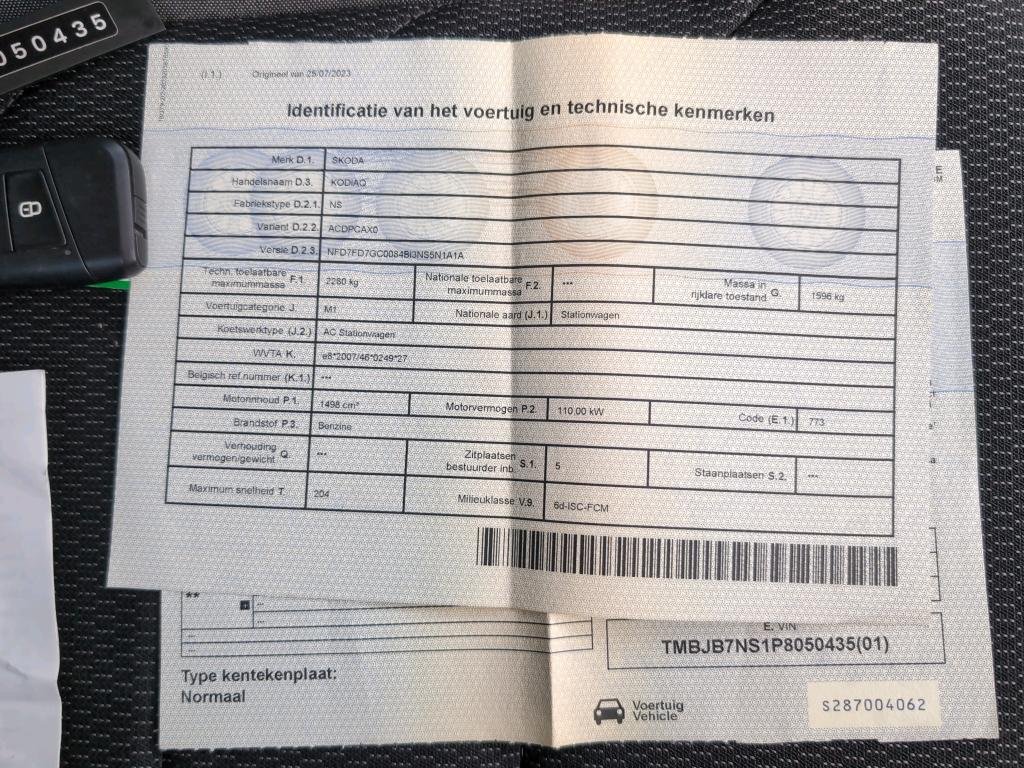 050435
(I.1.) Origineel van 25/07/2023
Identificatie van het voertuig en technische kenmerken
Merk D.1. SKODA
Handelsnaam D.3. KODIAQ
Fabriekstype D.2.1. NS
Variant D.2.2. ACDPCAX0
Versie D.2.3. NFD7FD7GC0084BI3NS5N1A1A
Techn. toelaatbare maximummassa F.1. 2280 kg Nationale toelaatbare maximummassa F.2. --- Massa in rijklare toestand G. 1596 kg
Voertuigcategorie J. M1 Nationale aard (J.1.) Stationwagen
Koetswerktype (J.2.) AC Stationwagen
WVTA K. e8*2007/46*0249*27
Belgisch ref.nummer (K.1.) ---
Motorinhoud P.1. 1498 cm³ Motorvermogen P.2. 110.00 kW Code (E.1.) 773
Brandstof P.3. Benzine
Verhouding vermogen/gewicht Q. --- Zitplaatsen bestuurder inb. S.1. 5 Staanplaatsen S.2. ---
Maximum snelheid T. 204 Milieuklasse V.9. 6d-ISC-FCM
**
---
---
---
---
E. VIN
TMBJB7NS1P8050435(01)
Type kentekenplaat:
Normaal
Voertuig
Vehicle
S287004062